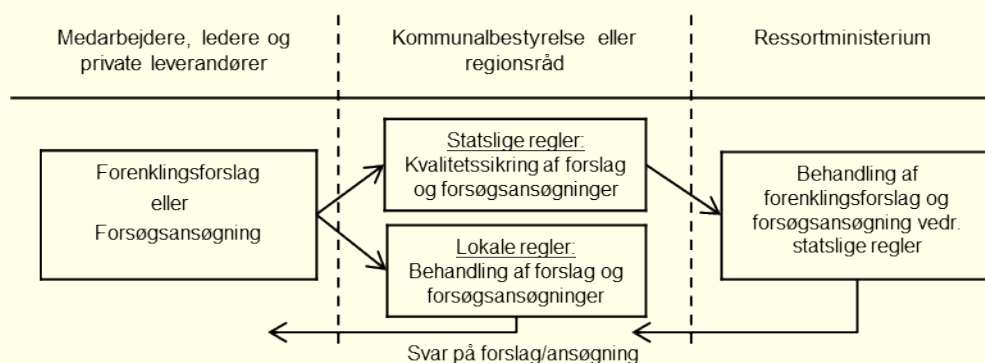 Medarbejdere, ledere og
private leverandører
Kommunalbestyrelse eller
regionsråd
Ressortministerium
Forenklingsforslag
eller
Forsøgsansøgning
Statslige regler:
Kvalitetssikring af forslag
og forsøgsansøgninger
Lokale regler:
Behandling af forslag og
forsøgsansøgninger
Behandling af
forenklingsforslag og
forsøgsansøgning vedr.
statslige regler
Svar på forslag/ansøgning